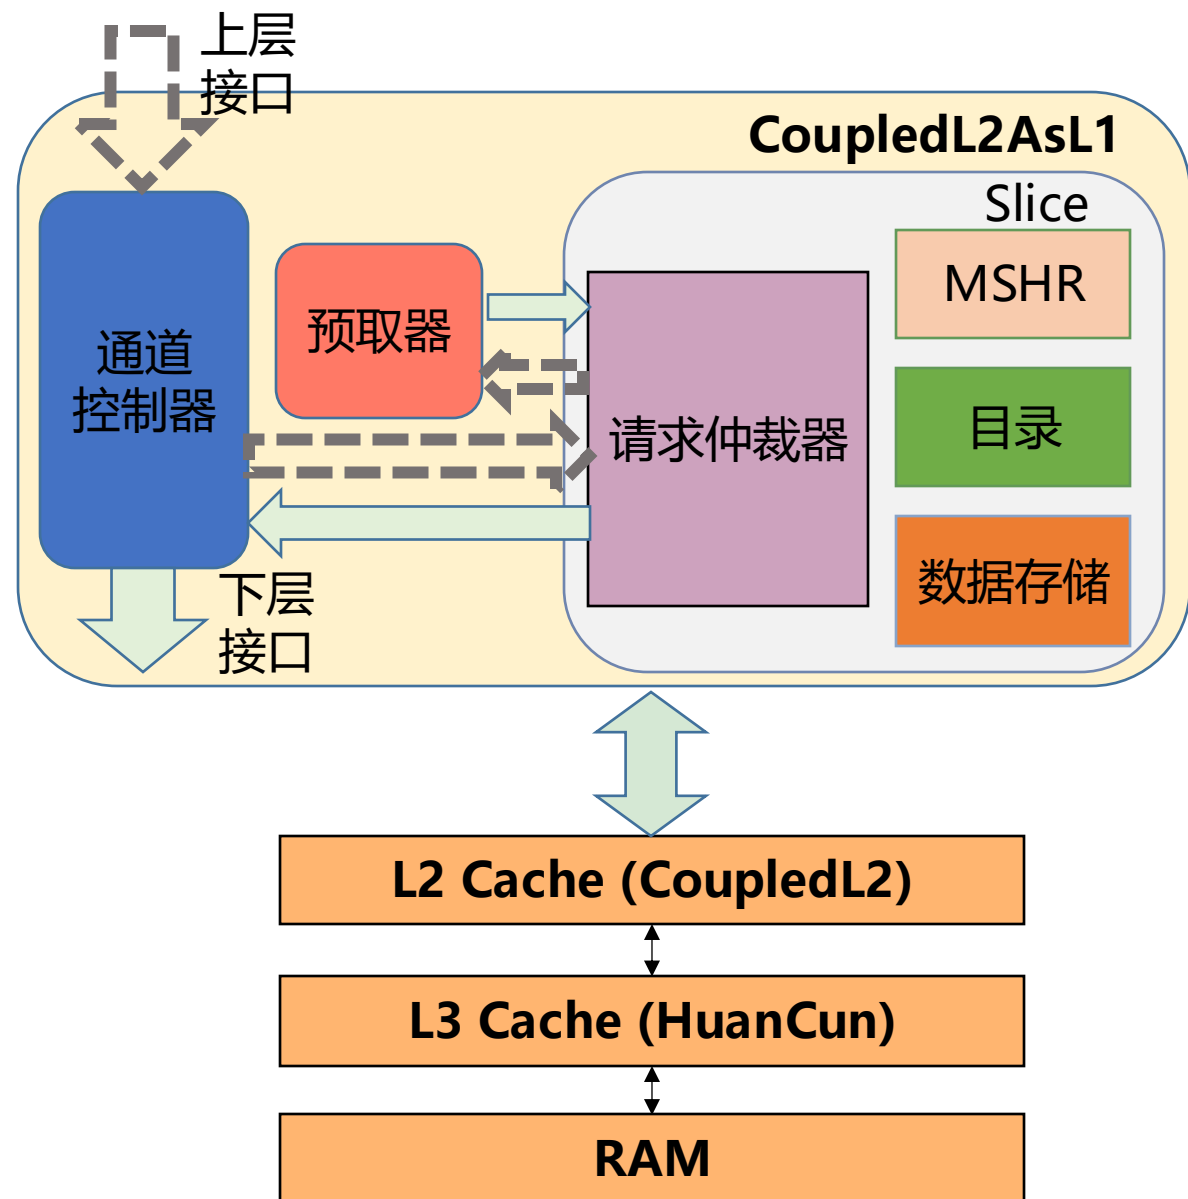 上层
接口
CoupledL2AsL1
Slice
MSHR
预取器
通道
控制器
请求仲裁器
目录
数据存储
下层
接口
L2 Cache (CoupledL2)
L3 Cache (HuanCun)
RAM